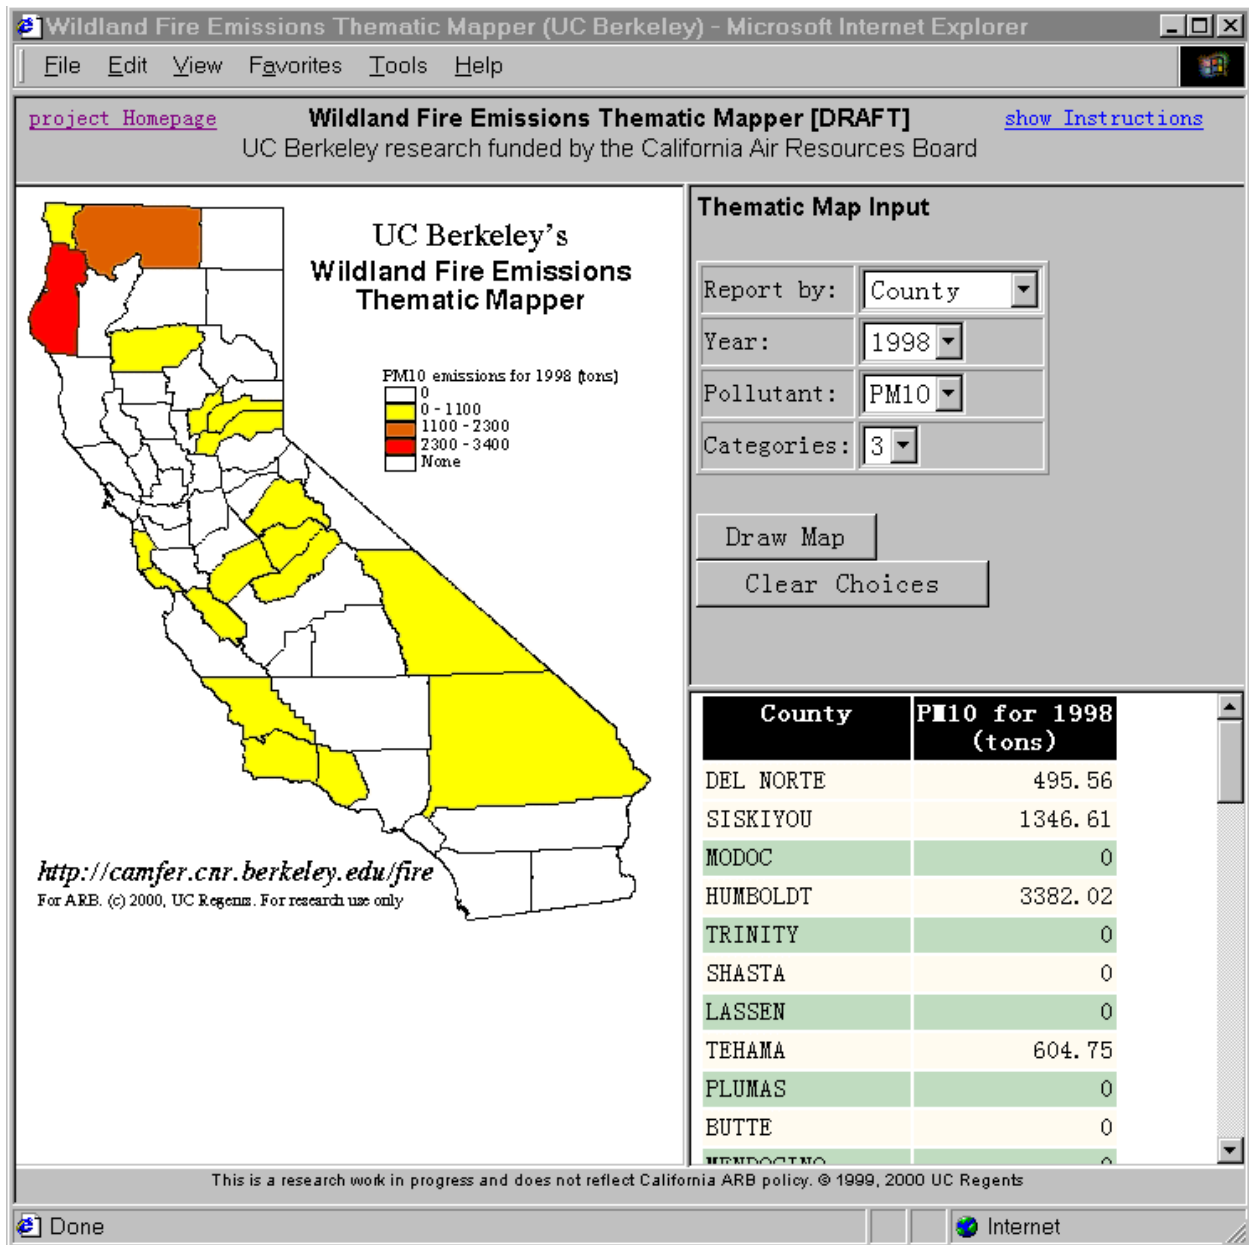 Wildland Fire Emissions Thematic Mapper (UC Berkeley) - Microsoft Internet Explorer
File Edit View Favorites Tools Help
project Homepage
Wildland Fire Emissions Thematic Mapper [DRAFT]
show Instructions
UC Berkeley research funded by the California Air Resources Board
UC Berkeley's
Wildland Fire Emissions
Thematic Mapper
PM10 emissions for 1998 (tons)
0
0 - 1100
1100 - 2300
2300 - 3400
None
http://camfer.cnr.berkeley.edu/fire
For ARB. (c) 2000, UC Regents. For research use only
Thematic Map Input
Report by: County
Year: 1998
Pollutant: PM10
Categories: 3
Draw Map
Clear Choices
County PM10 for 1998
(tons)
DEL NORTE 495.56
SISKIYOU 1346.61
MODOC 0
HUMBOLDT 3382.02
TRINITY 0
SHASTA 0
LASSEN 0
TEHAMA 604.75
PLUMAS 0
BUTTE 0
MENDOCINO 0
This is a research work in progress and does not reflect California ARB policy. © 1999, 2000 UC Regents
Done
Internet